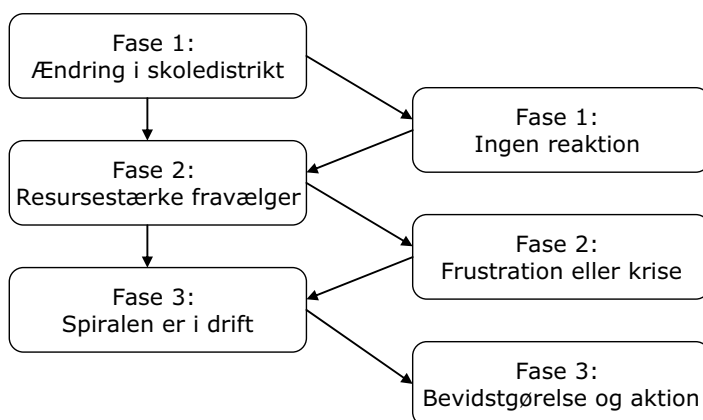 Fase 1:
Ændring i skoledistrikt
Fase 1:
Ingen reaktion
Fase 2:
Resursestærke fravælger
Fase 2:
Frustration eller krise
Fase 3:
Spiralen er i drift
Fase 3:
Bevidstgørelse og aktion